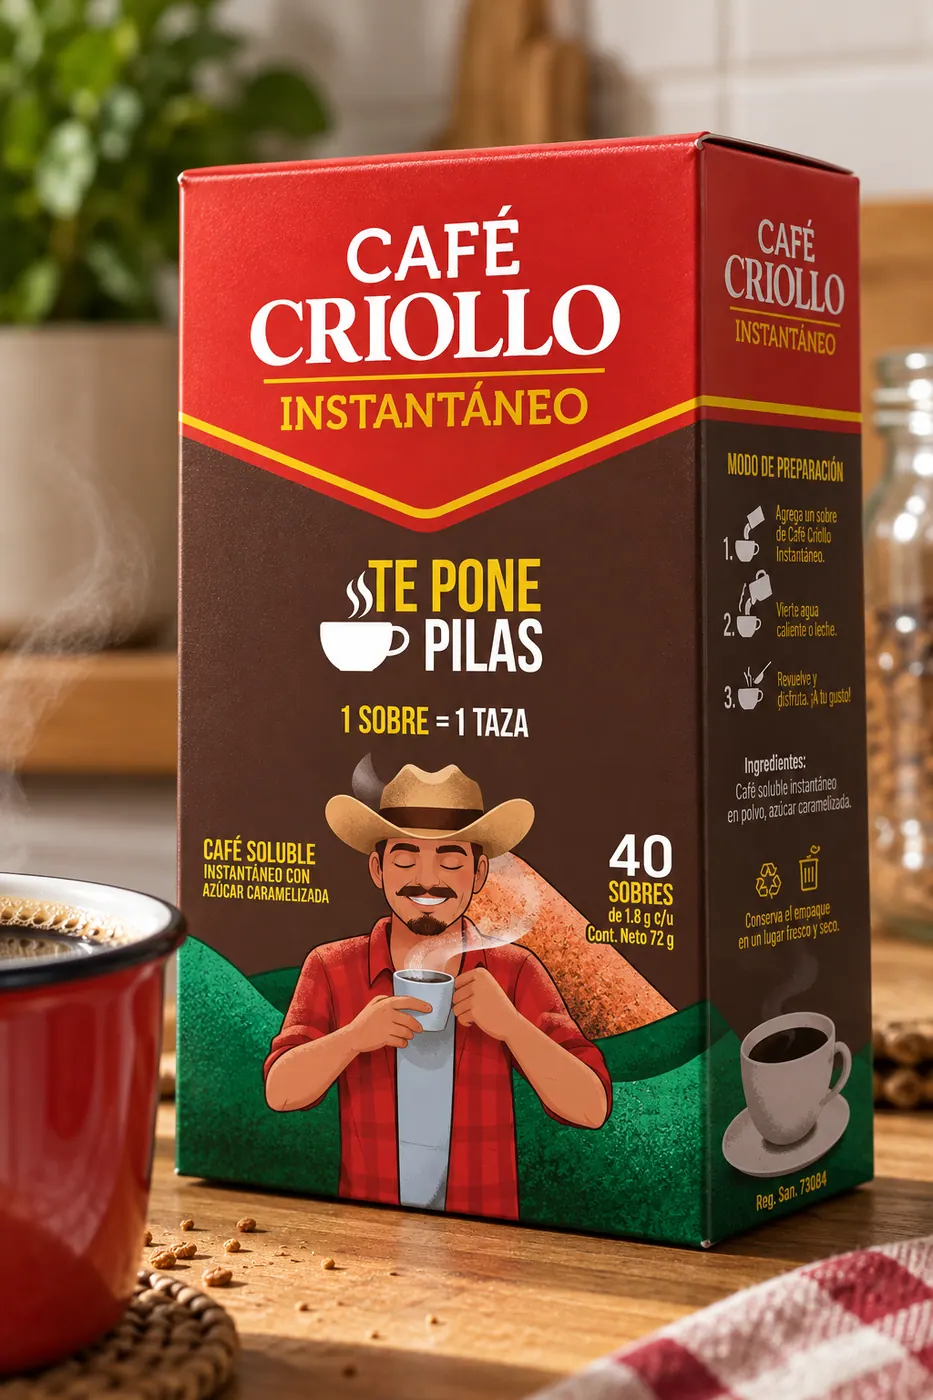 CAFÉ
CRIOLLO
INSTANTÁNEO
TE PONE
PILAS
1 SOBRE = 1 TAZA
CAFÉ SOLUBLE
INSTANTÁNEO CON
AZÚCAR CARAMELIZADA
40
SOBRES
de 1.8 g c/u
Cont. Neto 72 g
CAFÉ
CRIOLLO
INSTANTÁNEO
MODO DE PREPARACIÓN
1. Agrega un sobre
de Café Criollo
Instantáneo.
2. Vierte agua
caliente o leche.
3. Revuelve y
disfruta. ¡A tu gusto!
Ingredientes:
Café soluble instantáneo
en polvo, azúcar caramelizada.
Conserva el empaque
en un lugar fresco y seco.
Reg. San. 73084